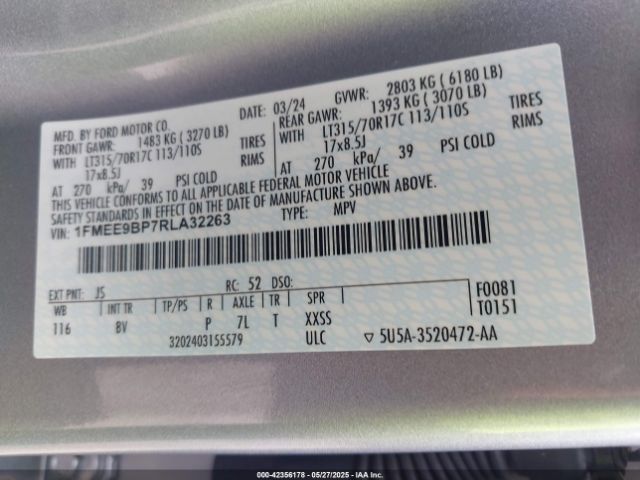 MFD. BY FORD MOTOR CO.
DATE: 03/24 GVWR: 2803 KG ( 6180 LB)
FRONT GAWR: 1483 KG ( 3270 LB) REAR GAWR: 1393 KG ( 3070 LB)
WITH LT315/70R17C 113/110S TIRES WITH LT315/70R17C 113/110S TIRES
17x8.5J RIMS 17x8.5J RIMS
AT 270 kPa/ 39 PSI COLD AT 270 kPa/ 39 PSI COLD
THIS VEHICLE CONFORMS TO ALL APPLICABLE FEDERAL MOTOR VEHICLE
SAFETY STANDARDS IN EFFECT ON THE DATE OF MANUFACTURE SHOWN ABOVE.
VIN: 1FMEE9BP7RLA32263 TYPE: MPV
EXT PNT: J5 RC: 52 DSO:
WB INT TR TP/PS R AXLE TR SPR F0081
116 8V P 7L T XXSS T0151
3202403155579 ULC ▽ 5U5A-3520472-AA
000-42356178 - 05/27/2025 - IAA Inc.